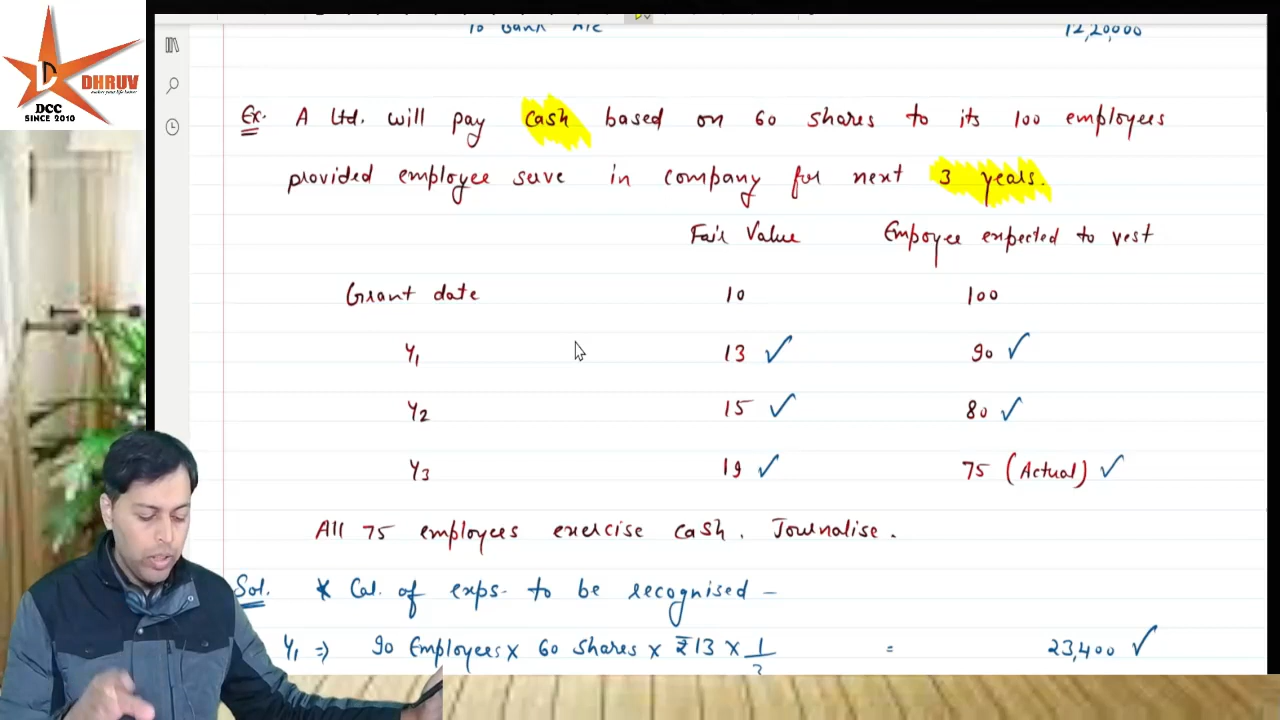 To Bank A/c 12,20,000
Ex. A Ltd. will pay cash based on 60 shares to its 100 employees
provided employee serve in company for next 3 years.
Fair Value Empoyee expected to vest
Grant date 10 100
Y1 13 ✓ 90 ✓
Y2 15 ✓ 80 ✓
Y3 19 ✓ 75 (Actual) ✓
All 75 employees exercise cash. Journalise.
Sol. * Cal. of exps. to be recognised –
Y1 ⇒ 90 Employees × 60 shares × ₹13 × 1/3 = 23,400 ✓
D
DHRUV
DCC
SINCE 2010